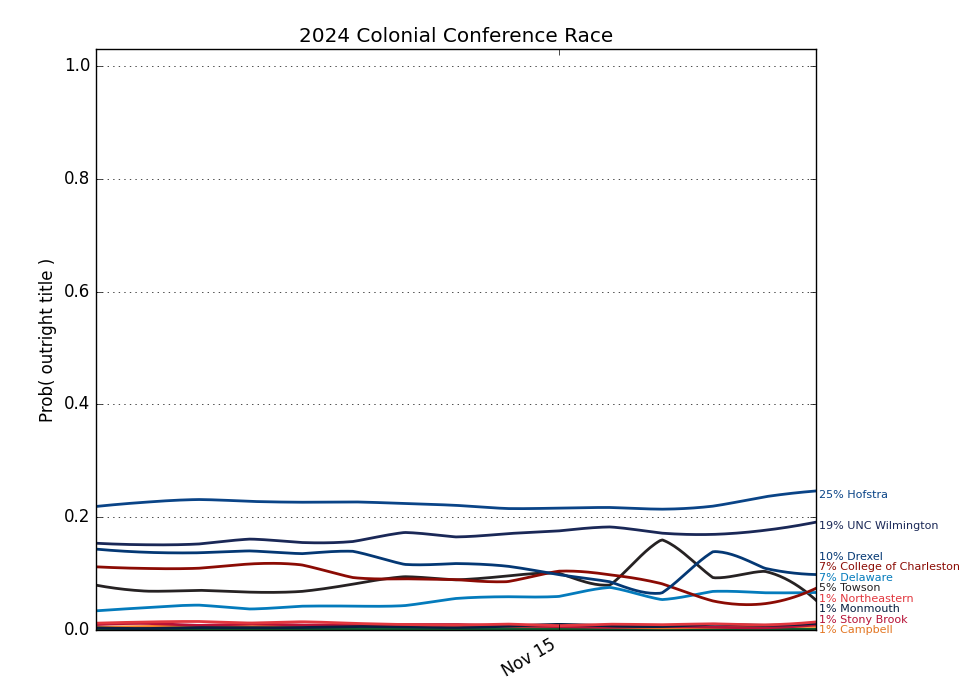 2024 Colonial Conference Race
1.0
0.8
0.6
0.4
0.2
0.0
Prob( outright title )
Nov 15
25% Hofstra
19% UNC Wilmington
10% Drexel
7% College of Charleston
7% Delaware
5% Towson
1% Northeastern
1% Monmouth
1% Stony Brook
1% Campbell